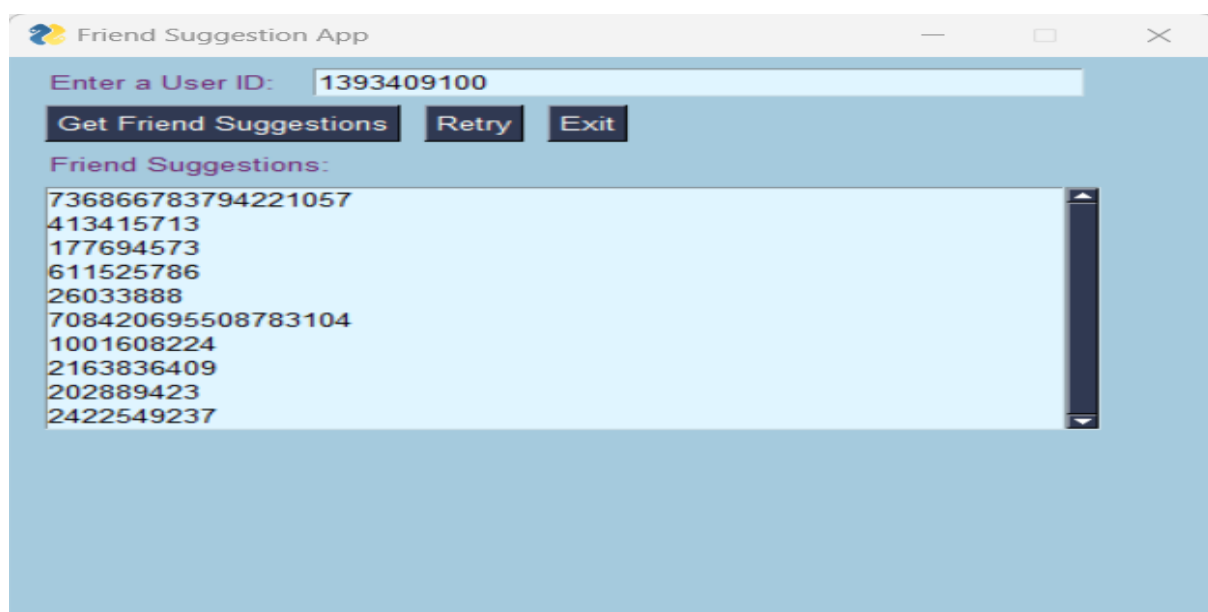 Friend Suggestion App
Enter a User ID: 1393409100
Get Friend Suggestions Retry Exit
Friend Suggestions:
736866783794221057
413415713
177694573
611525786
26033888
708420695508783104
1001608224
2163836409
202889423
2422549237